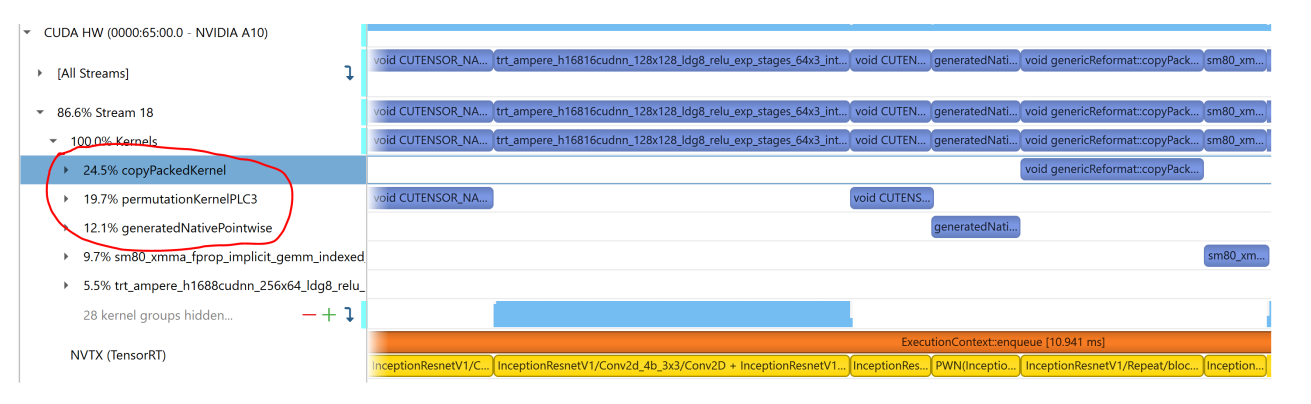 CUDA HW (0000:65:00.0 - NVIDIA A10)
[All Streams]
void CUTENSOR_NA... trt_ampere_h16816cudnn_128x128_ldg8_relu_exp_stages_64x3_int... void CUTEN... generatedNati... void genericReformat::copyPack... sm80_xm...
86.6% Stream 18
void CUTENSOR_NA... trt_ampere_h16816cudnn_128x128_ldg8_relu_exp_stages_64x3_int... void CUTEN... generatedNati... void genericReformat::copyPack... sm80_xm...
100.0% Kernels
void CUTENSOR_NA... trt_ampere_h16816cudnn_128x128_ldg8_relu_exp_stages_64x3_int... void CUTEN... generatedNati... void genericReformat::copyPack... sm80_xm...
24.5% copyPackedKernel
void genericReformat::copyPack...
19.7% permutationKernelPLC3
void CUTENSOR_NA... void CUTENS...
12.1% generatedNativePointwise
generatedNati...
9.7% sm80_xmma_fprop_implicit_gemm_indexed
sm80_xm...
5.5% trt_ampere_h1688cudnn_256x64_ldg8_relu_
28 kernel groups hidden...
NVTX (TensorRT)
ExecutionContext::enqueue [10.941 ms]
InceptionResnetV1/C... InceptionResnetV1/Conv2d_4b_3x3/Conv2D + InceptionResnetV1... InceptionRes... PWN(Inceptio... InceptionResnetV1/Repeat/bloc... Inception...